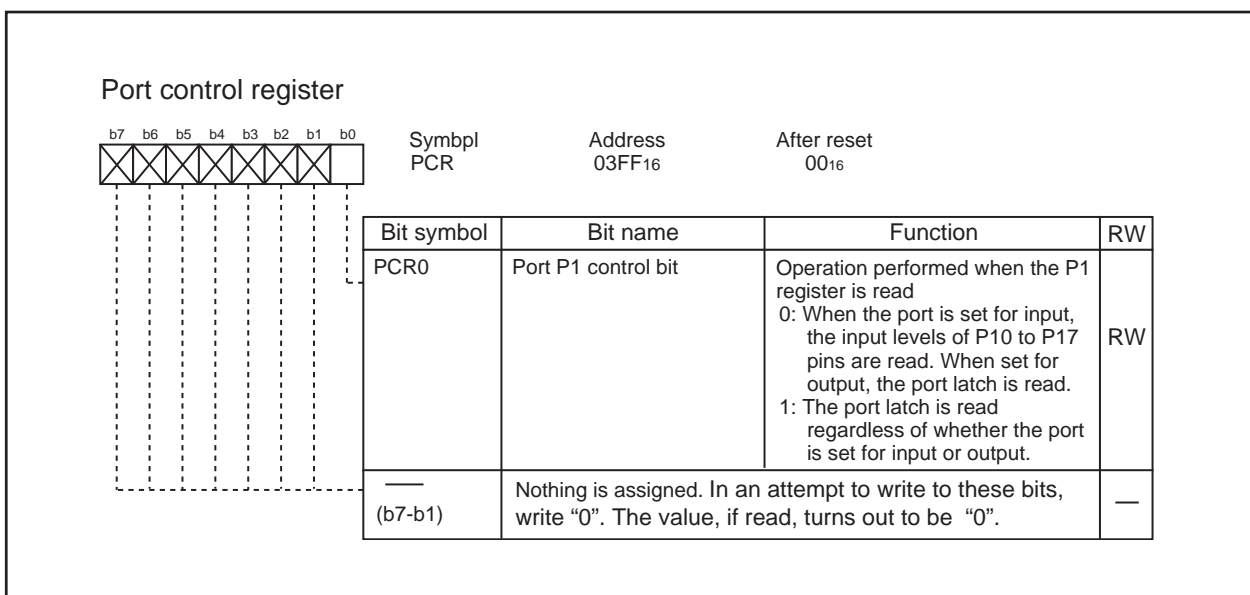 Port control register
b7 b6 b5 b4 b3 b2 b1 b0
Symbpl Address After reset
PCR 03FF16 0016
Bit symbol Bit name Function RW
PCR0 Port P1 control bit Operation performed when the P1
register is read
0: When the port is set for input,
the input levels of P10 to P17
pins are read. When set for
output, the port latch is read.
1: The port latch is read
regardless of whether the port
is set for input or output.
RW
(b7-b1) Nothing is assigned. In an attempt to write to these bits,
write “0”. The value, if read, turns out to be “0”.
—